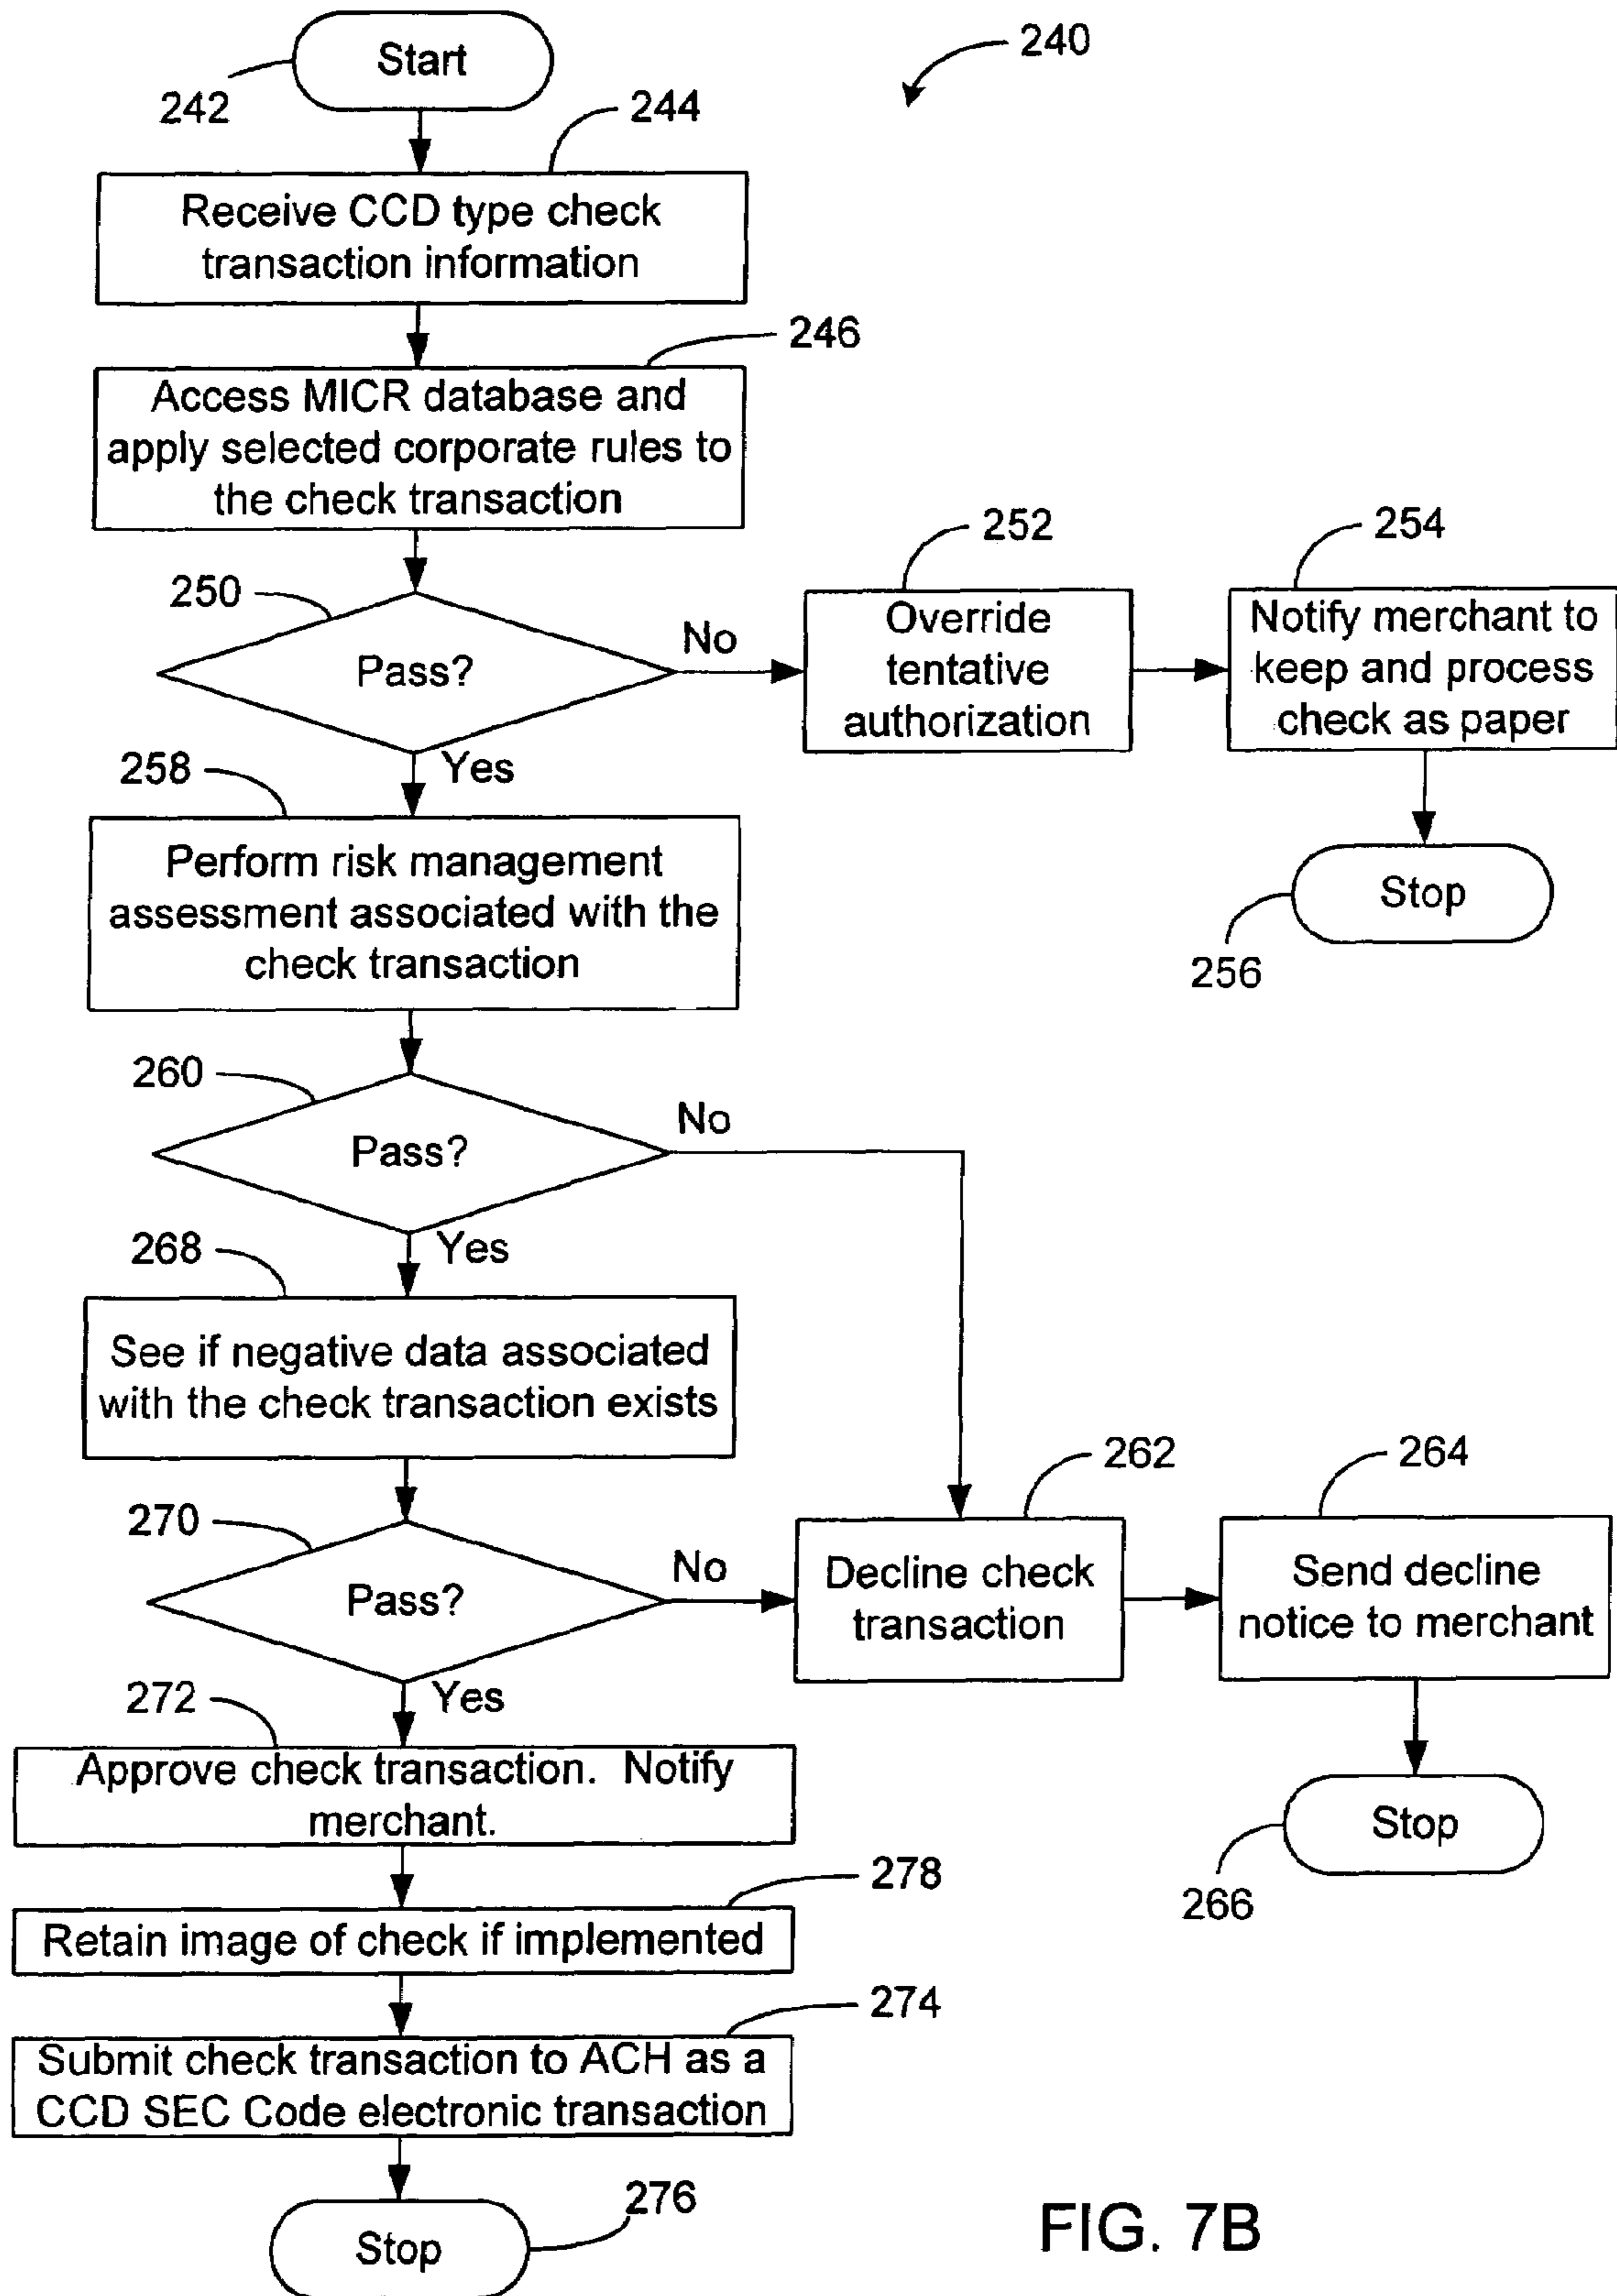 Start
240
242
244
Receive CCD type check
transaction information
246
Access MICR database and
apply selected corporate rules to
the check transaction
250
Pass?
No
252
Override
tentative
authorization
254
Notify merchant to
keep and process
check as paper
Yes
258
Stop
256
Perform risk management
assessment associated with the
check transaction
260
Pass?
No
Yes
268
See if negative data associated
with the check transaction exists
270
Pass?
No
262
Decline check
transaction
264
Send decline
notice to merchant
Yes
272
Approve check transaction.  Notify
merchant.
Stop
266
278
Retain image of check if implemented
274
Submit check transaction to ACH as a
CCD SEC Code electronic transaction
276
Stop
FIG. 7B